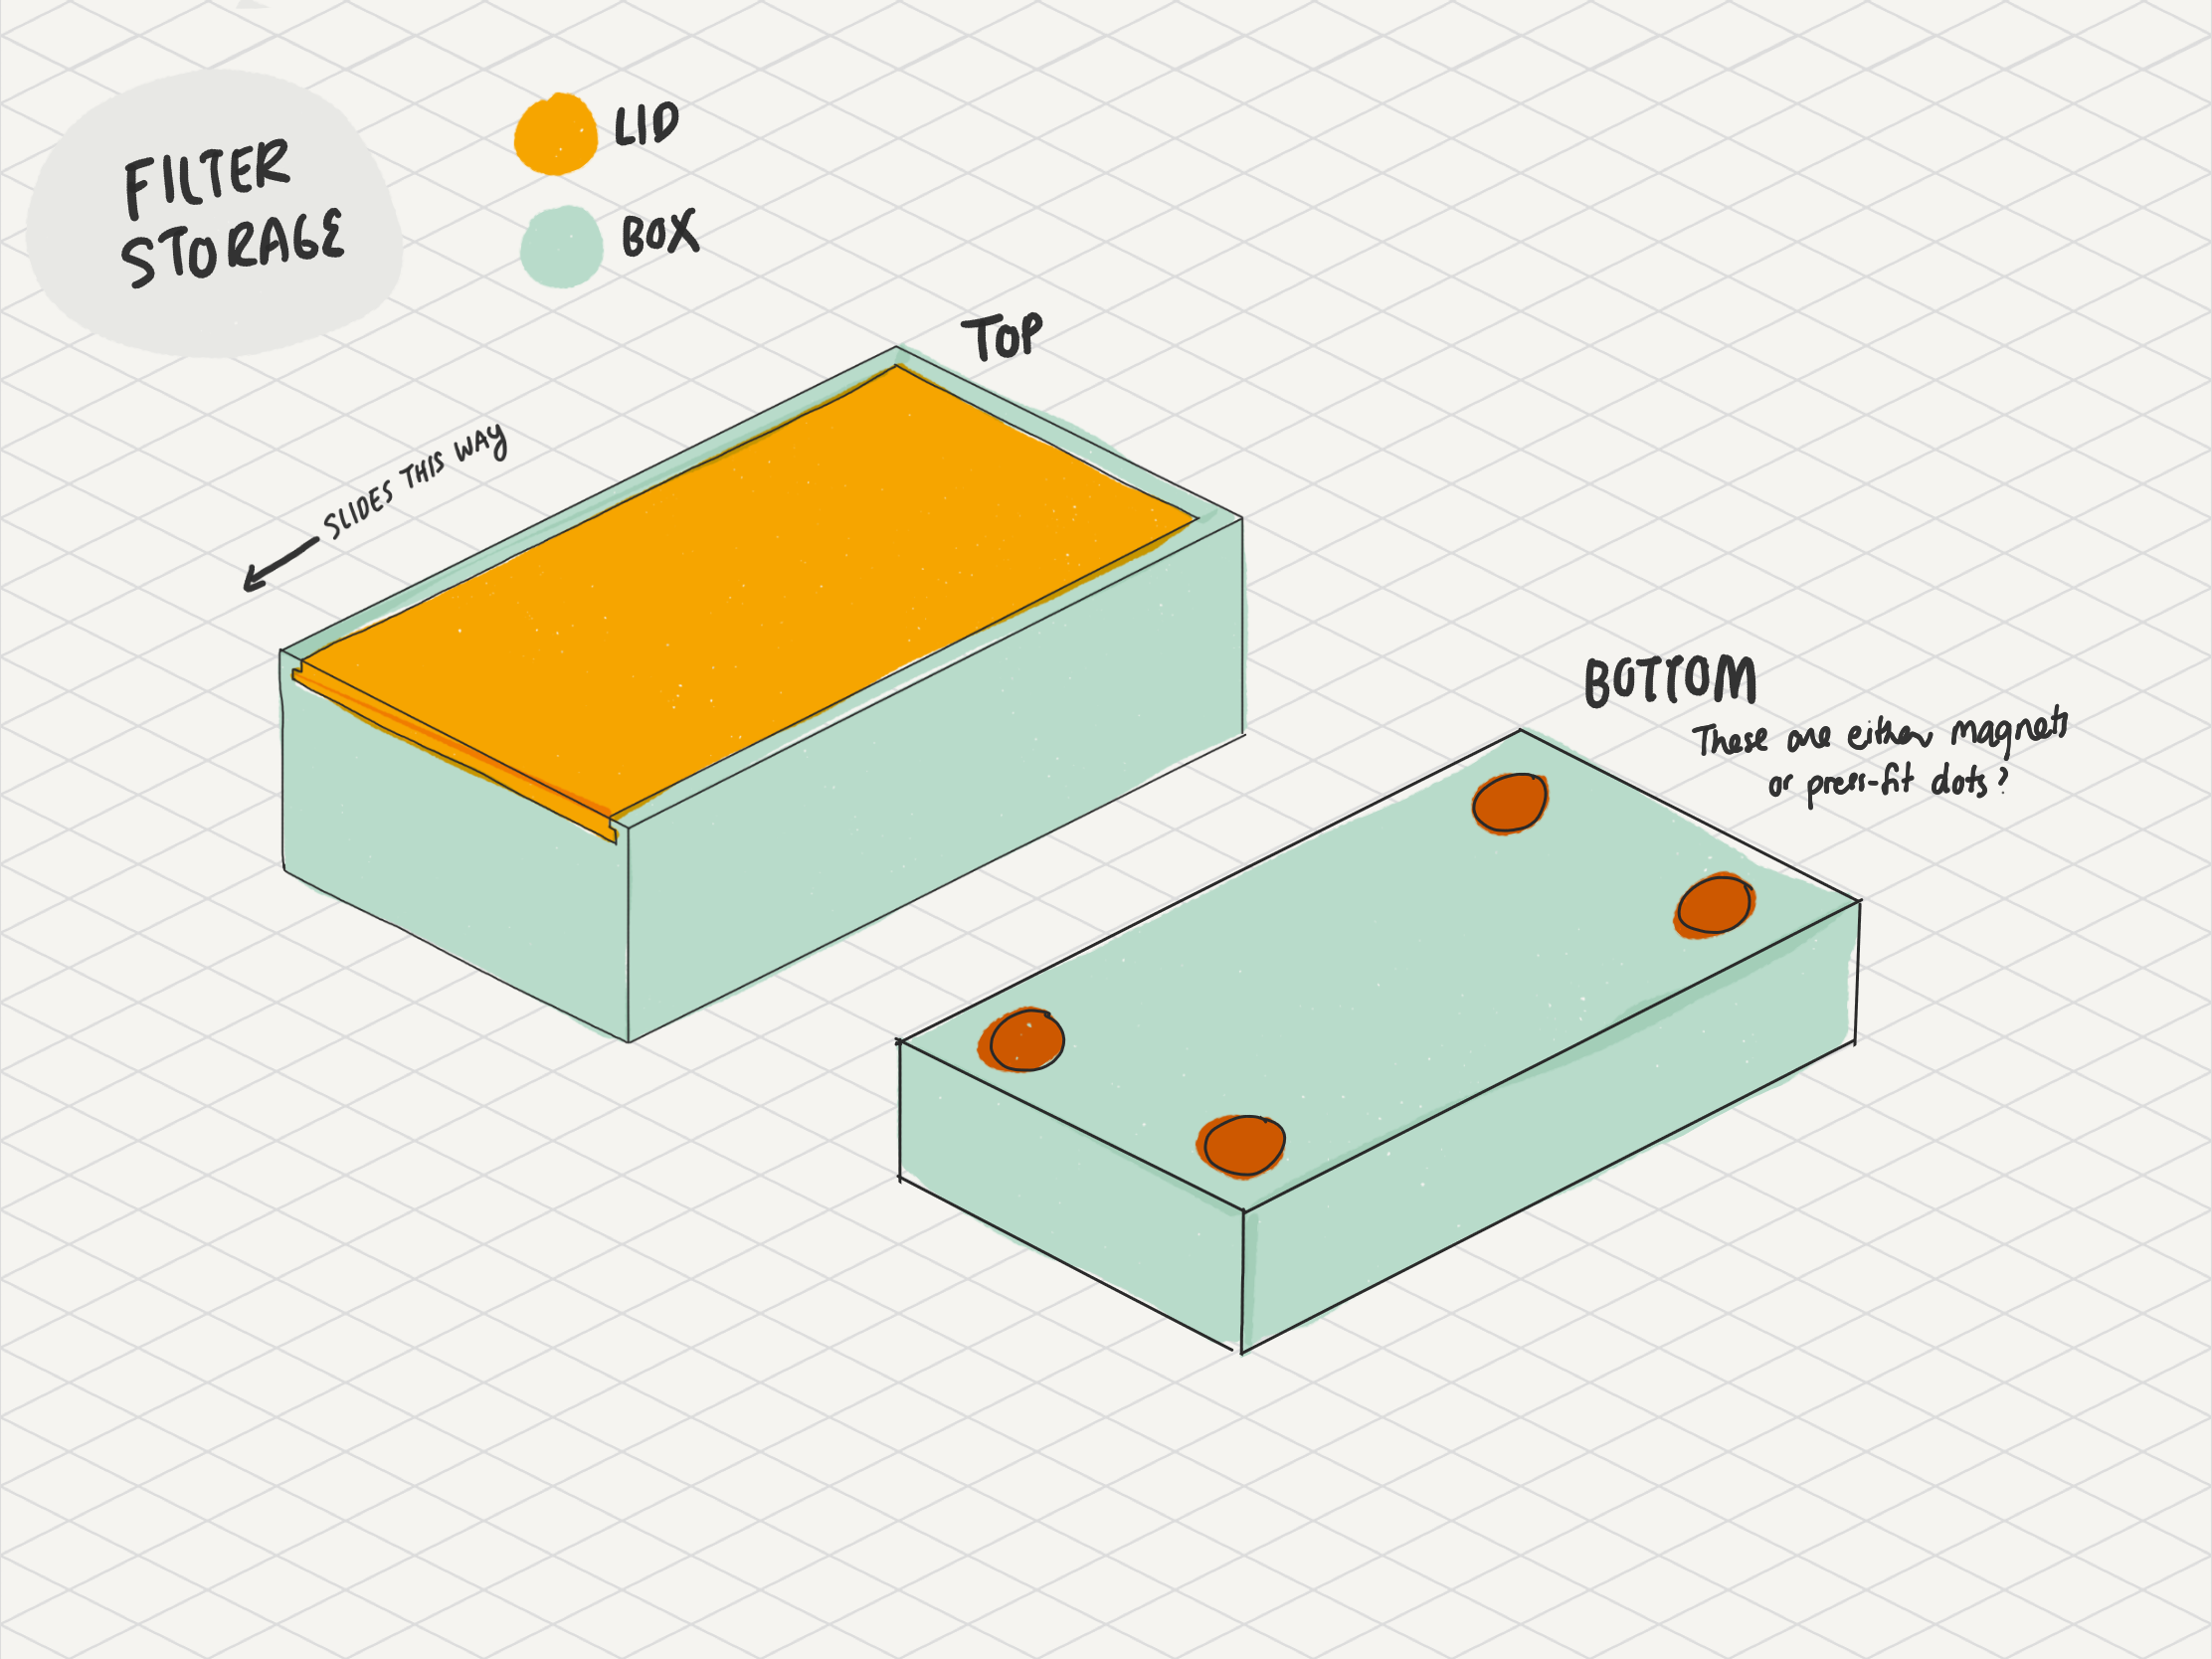 FILTER
STORAGE
LID
BOX
TOP
SLIDES THIS WAY
BOTTOM
These are either magnets
or press-fit dots?